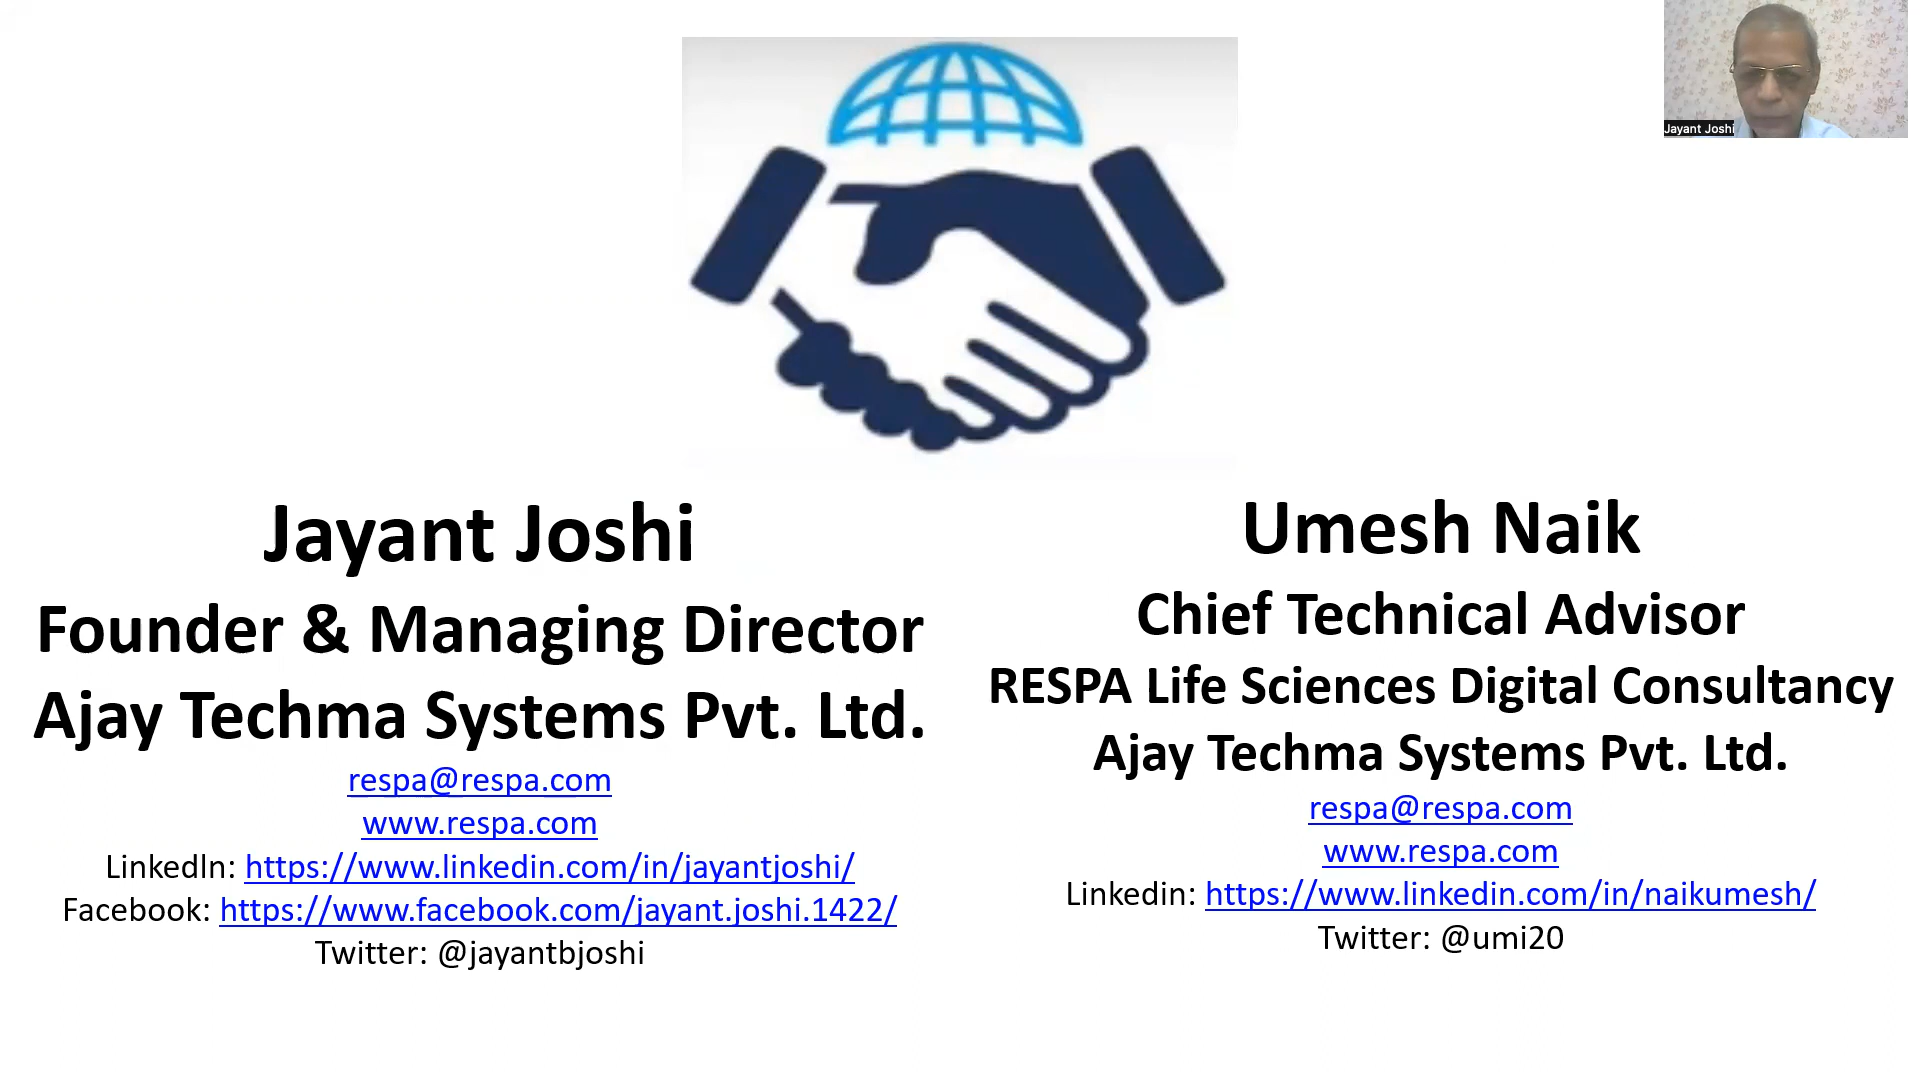 Jayant Joshi
Jayant Joshi
Founder & Managing Director
Ajay Techma Systems Pvt. Ltd.
respa@respa.com
www.respa.com
LinkedIn: https://www.linkedin.com/in/jayantjoshi/
Facebook: https://www.facebook.com/jayant.joshi.1422/
Twitter: @jayantbjoshi
Umesh Naik
Chief Technical Advisor
RESPA Life Sciences Digital Consultancy
Ajay Techma Systems Pvt. Ltd.
respa@respa.com
www.respa.com
Linkedin: https://www.linkedin.com/in/naikumesh/
Twitter: @umi20